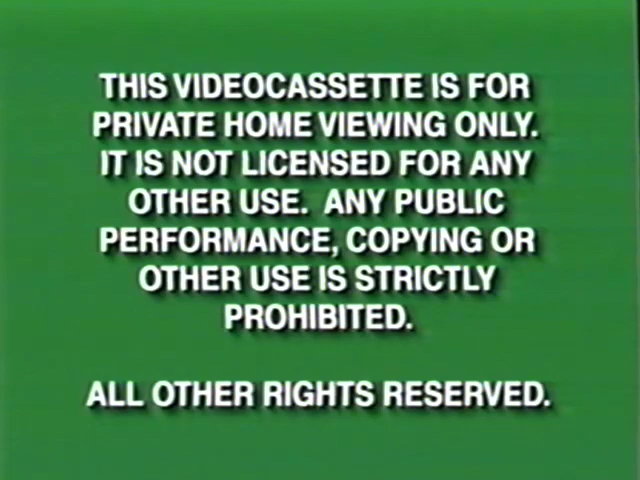 THIS VIDEOCASSETTE IS FOR
PRIVATE HOME VIEWING ONLY.
IT IS NOT LICENSED FOR ANY
OTHER USE.  ANY PUBLIC
PERFORMANCE, COPYING OR
OTHER USE IS STRICTLY
PROHIBITED.
ALL OTHER RIGHTS RESERVED.